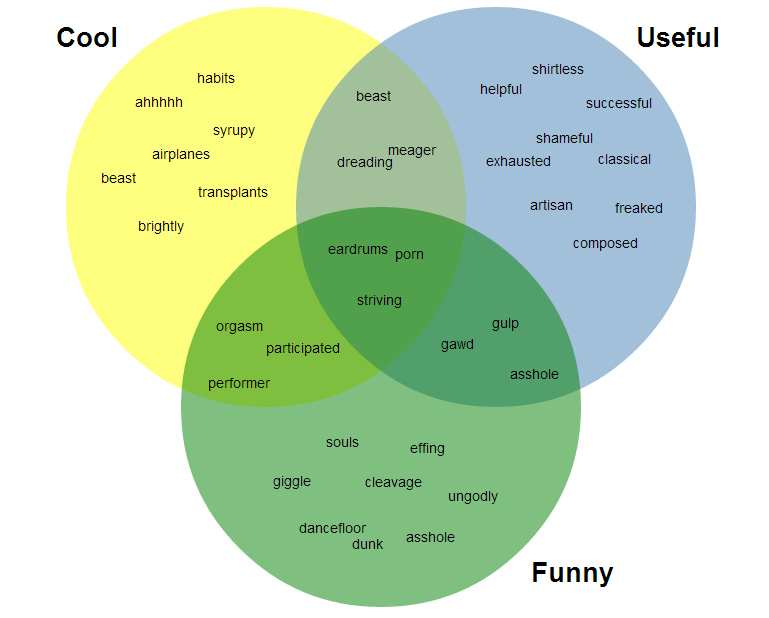 Cool
Useful
habits
ahhhhh
syrupy
airplanes
beast
transplants
brightly
beast
meager
dreading
shirtless
helpful
successful
shameful
exhausted
classical
artisan
freaked
composed
eardrums
porn
striving
orgasm
participated
performer
gulp
gawd
asshole
souls
effing
giggle
cleavage
ungodly
dancefloor
dunk
asshole
Funny